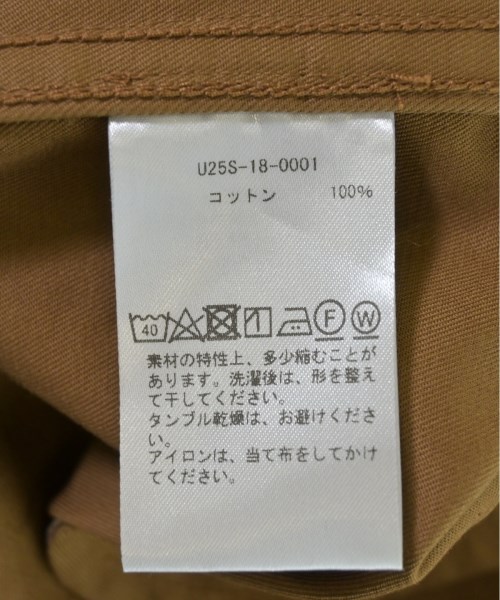 U25S-18-0001
コットン 100%
40 F W
素材の特性上、多少縮むことが
あります。洗濯後は、形を整え
て干してください。
タンブル乾燥は、お避けくださ
い。
アイロンは、当て布をしてかけ
てください。